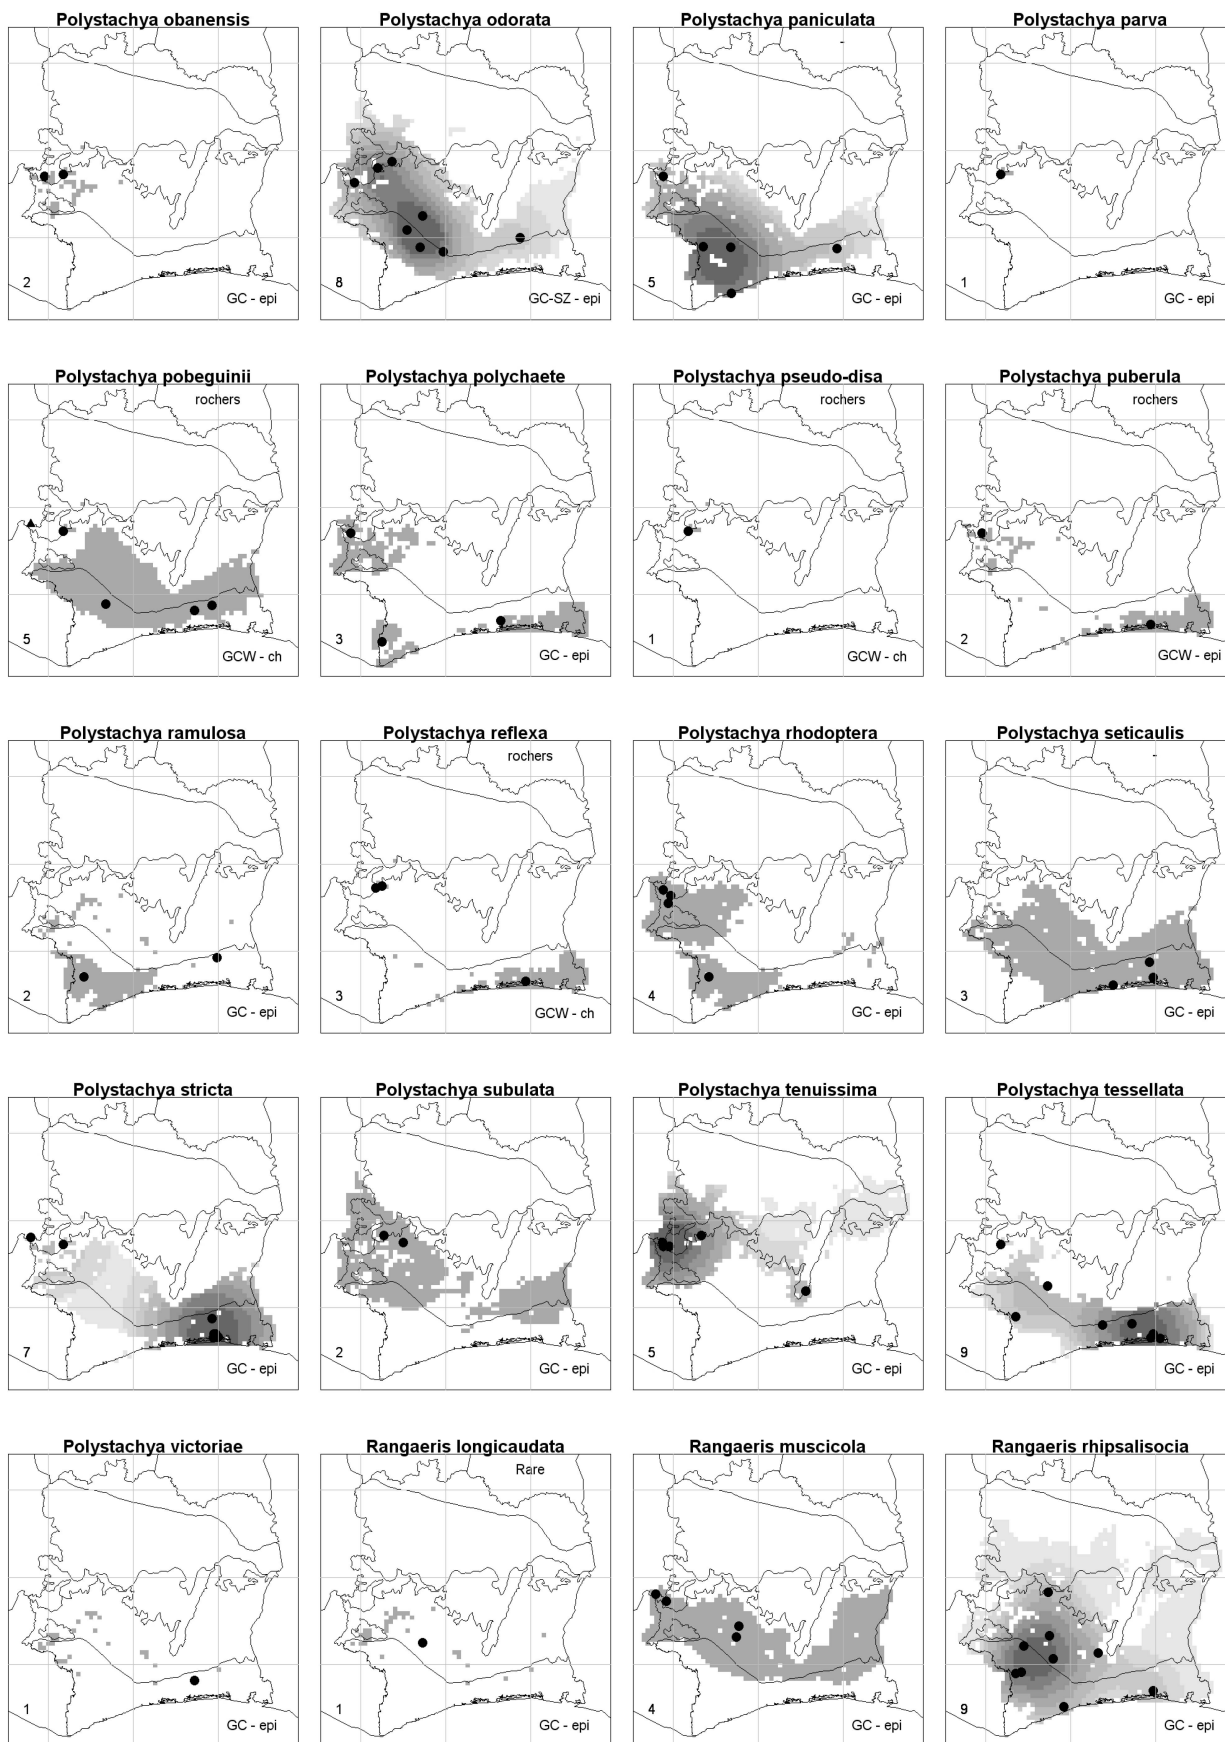 Polystachya obanensis
2
GC - epi
Polystachya odorata
8
GC-SZ - epi
Polystachya paniculata
5
GC - epi
Polystachya parva
1
GC - epi
Polystachya pobeguinii
rochers
5
GCW - ch
Polystachya polychaete
3
GC - epi
Polystachya pseudo-disa
rochers
1
GCW - ch
Polystachya puberula
rochers
2
GCW - epi
Polystachya ramulosa
2
GC - epi
Polystachya reflexa
rochers
3
GCW - ch
Polystachya rhodoptera
4
GC - epi
Polystachya seticaulis
3
GC - epi
Polystachya stricta
7
GC - epi
Polystachya subulata
2
GC - epi
Polystachya tenuissima
5
GC - epi
Polystachya tessellata
9
GC - epi
Polystachya victoriae
1
GC - epi
Rangaeris longicaudata
Rare
1
GC - epi
Rangaeris muscicola
4
GC - epi
Rangaeris rhipsalisocia
9
GC - epi